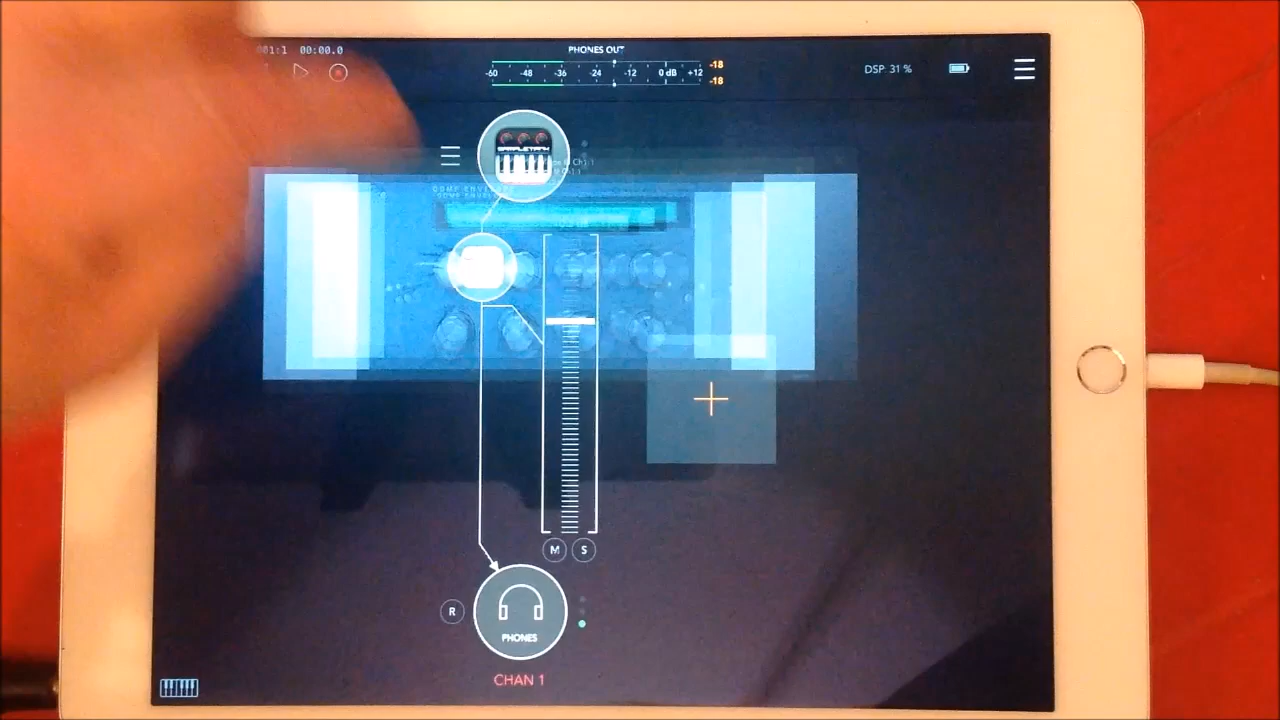 001:1 00:00.0
PHONES OUT
-60 -48 -36 -24 -12 0 dB +12
-18
-18
DSP: 31 %
SAMPLETANK
M S
R
PHONES
CHAN 1